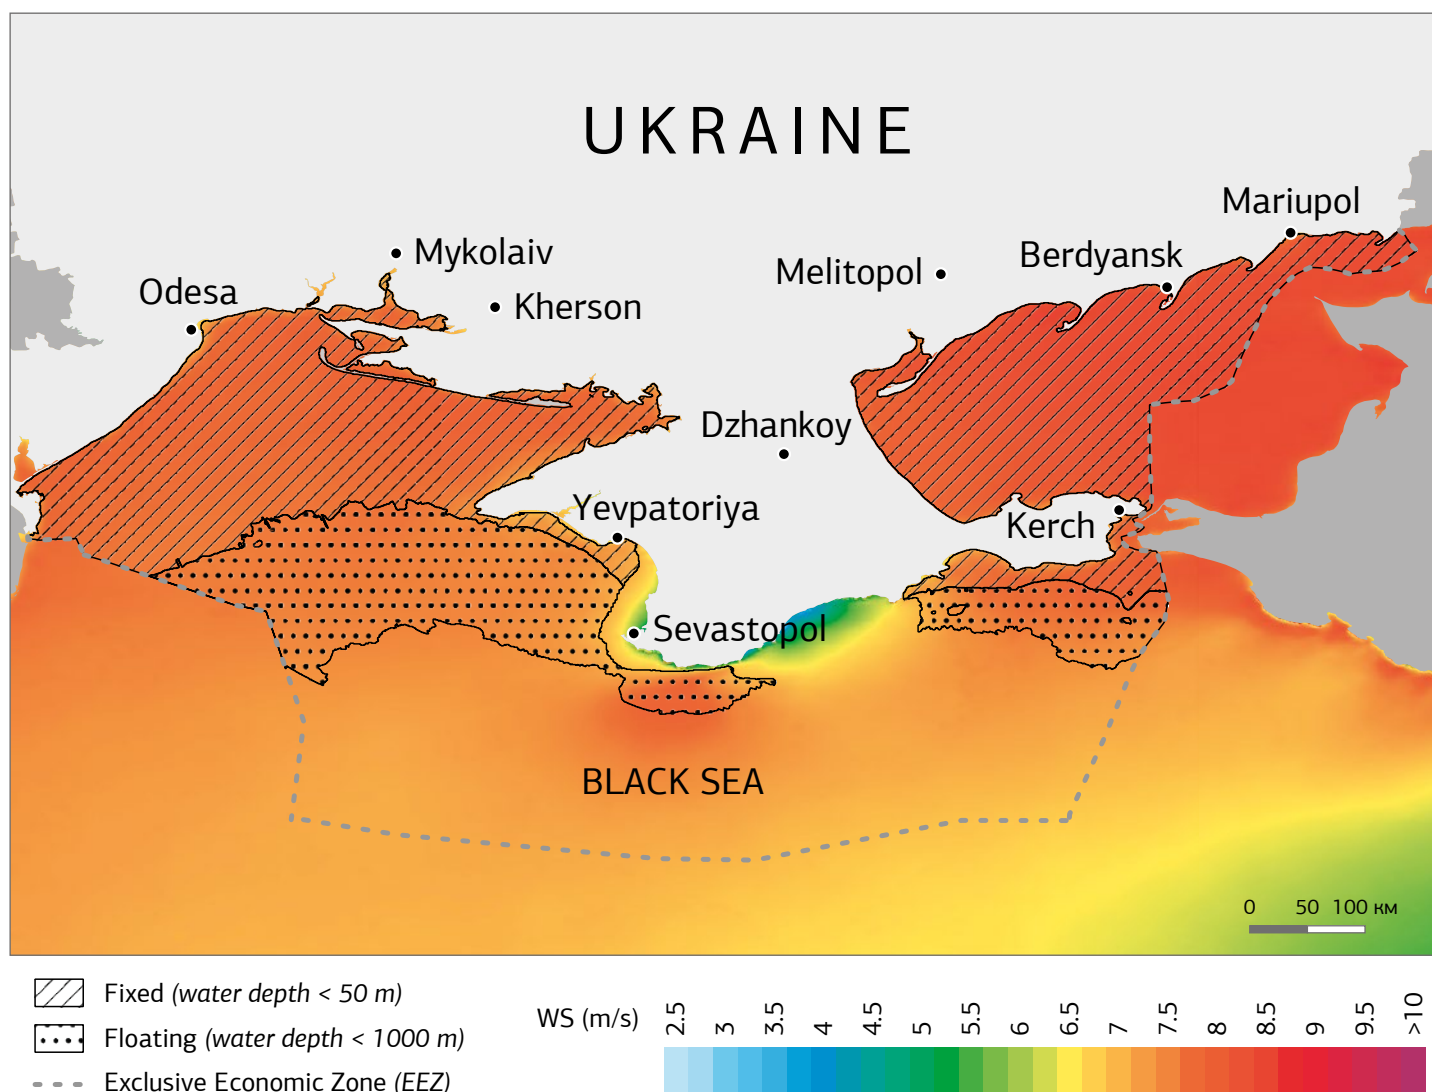 UKRAINE
Mariupol
Mykolaiv
Berdyansk
Melitopol
Odesa
Kherson
Dzhankoy
Yevpatoriya
Kerch
Sevastopol
BLACK SEA
0 50 100 км
Fixed (water depth < 50 m)
Floating (water depth < 1000 m)
Exclusive Economic Zone (EEZ)
WS (m/s)
2.5 3 3.5 4 4.5 5 5.5 6 6.5 7 7.5 8 8.5 9 9.5 >10